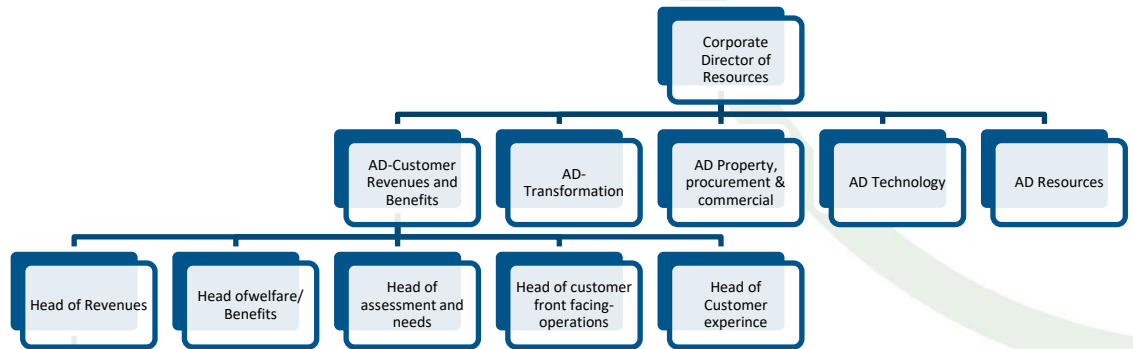 Corporate
Director of
Resources
AD-Customer
Revenues and
Benefits
AD-
Transformation
AD Property,
procurement &
commercial
AD Technology
AD Resources
Head of Revenues
Head ofwelfare/
Benefits
Head of
assessment and
needs
Head of customer
front facing-
operations
Head of
Customer
experince